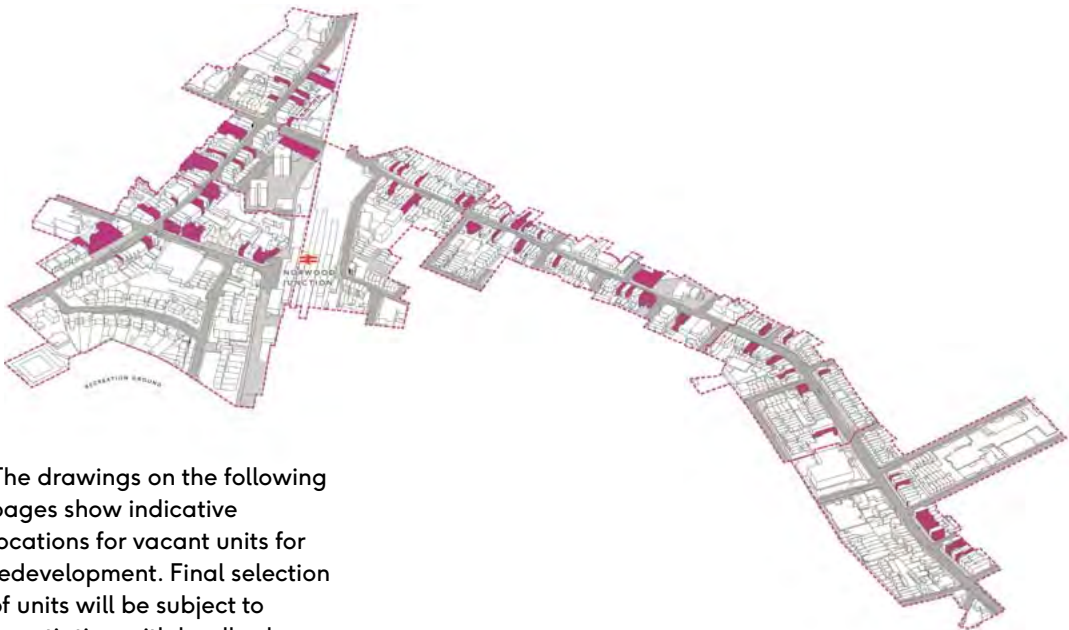 NORWOOD
JUNCTION
RECREATION GROUND
The drawings on the following
pages show indicative
locations for vacant units for
redevelopment. Final selection
of units will be subject to